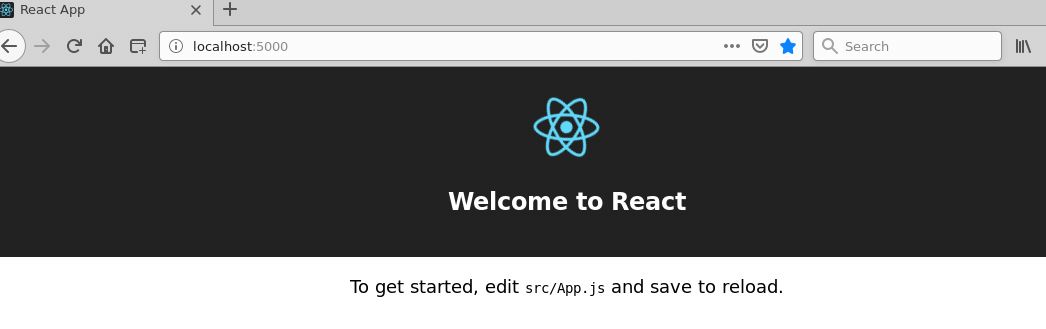 React App
localhost:5000
Search
Welcome to React
To get started, edit src/App.js and save to reload.